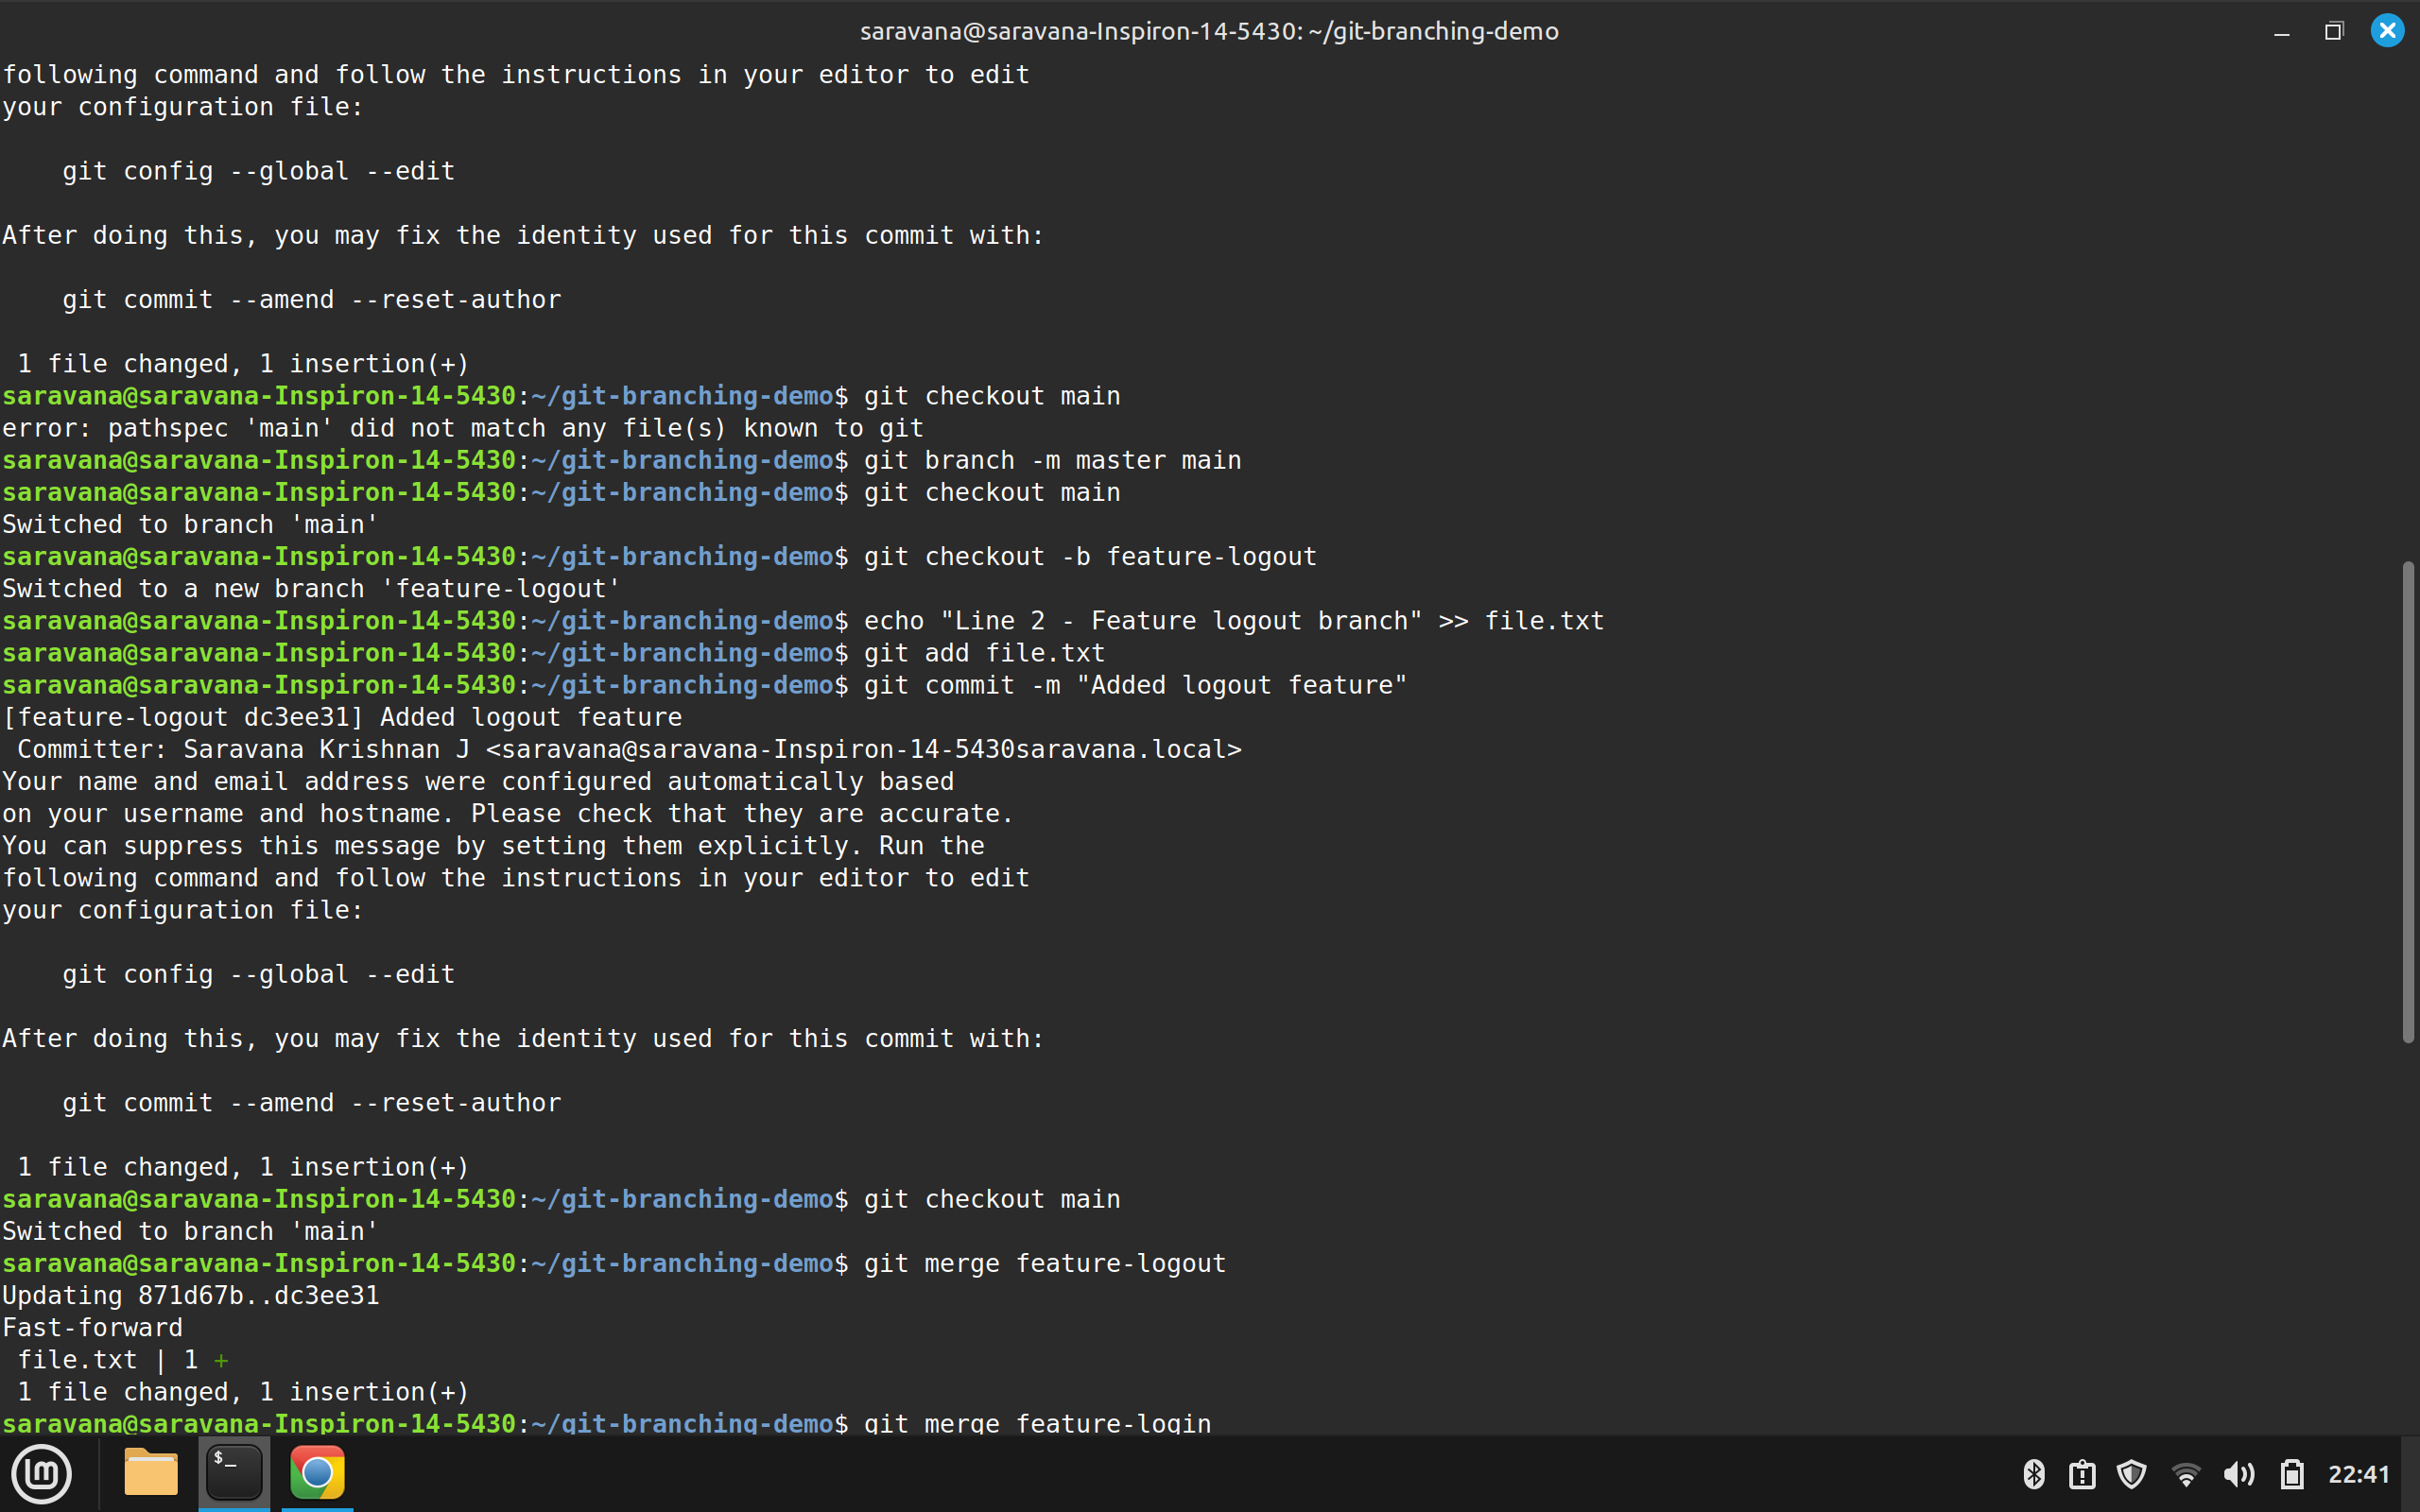 saravana@saravana-Inspiron-14-5430: ~/git-branching-demo
following command and follow the instructions in your editor to edit
your configuration file:
    git config --global --edit
After doing this, you may fix the identity used for this commit with:
    git commit --amend --reset-author
 1 file changed, 1 insertion(+)
saravana@saravana-Inspiron-14-5430:~/git-branching-demo$ git checkout main
error: pathspec 'main' did not match any file(s) known to git
saravana@saravana-Inspiron-14-5430:~/git-branching-demo$ git branch -m master main
saravana@saravana-Inspiron-14-5430:~/git-branching-demo$ git checkout main
Switched to branch 'main'
saravana@saravana-Inspiron-14-5430:~/git-branching-demo$ git checkout -b feature-logout
Switched to a new branch 'feature-logout'
saravana@saravana-Inspiron-14-5430:~/git-branching-demo$ echo "Line 2 - Feature logout branch" >> file.txt
saravana@saravana-Inspiron-14-5430:~/git-branching-demo$ git add file.txt
saravana@saravana-Inspiron-14-5430:~/git-branching-demo$ git commit -m "Added logout feature"
[feature-logout dc3ee31] Added logout feature
 Committer: Saravana Krishnan J <saravana@saravana-Inspiron-14-5430saravana.local>
Your name and email address were configured automatically based
on your username and hostname. Please check that they are accurate.
You can suppress this message by setting them explicitly. Run the
following command and follow the instructions in your editor to edit
your configuration file:
    git config --global --edit
After doing this, you may fix the identity used for this commit with:
    git commit --amend --reset-author
 1 file changed, 1 insertion(+)
saravana@saravana-Inspiron-14-5430:~/git-branching-demo$ git checkout main
Switched to branch 'main'
saravana@saravana-Inspiron-14-5430:~/git-branching-demo$ git merge feature-logout
Updating 871d67b..dc3ee31
Fast-forward
 file.txt | 1 +
 1 file changed, 1 insertion(+)
saravana@saravana-Inspiron-14-5430:~/git-branching-demo$ git merge feature-login
$_
22:41